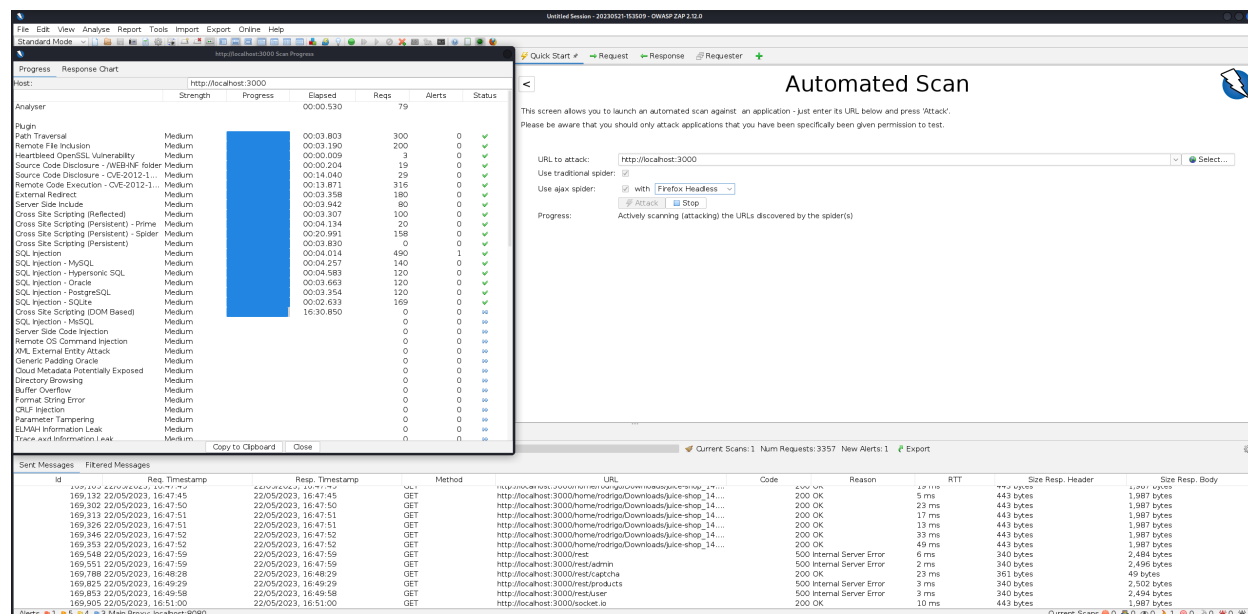 Untitled Session - 20230521-153509 - OWASP ZAP 2.12.0
File Edit View Analyse Report Tools Import Export Online Help
Standard Mode
http://localhost:3000 Scan Progress
Progress Response Chart
Host: http://localhost:3000
Strength Progress Elapsed Reqs Alerts Status
Analyser 00:00.530 79
Plugin
Path Traversal Medium 00:03.803 300 0
Remote File Inclusion Medium 00:03.190 200 0
Heartbleed OpenSSL Vulnerability Medium 00:00.009 3 0
Source Code Disclosure - /WEB-INF folder Medium 00:00.204 19 0
Source Code Disclosure - CVE-2012-1... Medium 00:14.040 29 0
Remote Code Execution - CVE-2012-1... Medium 00:13.871 316 0
External Redirect Medium 00:03.358 180 0
Server Side Include Medium 00:03.942 80 0
Cross Site Scripting (Reflected) Medium 00:03.307 100 0
Cross Site Scripting (Persistent) - Prime Medium 00:04.134 20 0
Cross Site Scripting (Persistent) - Spider Medium 00:20.991 158 0
Cross Site Scripting (Persistent) Medium 00:03.830 0 0
SQL Injection Medium 00:04.014 490 1
SQL Injection - MySQL Medium 00:04.257 140 0
SQL Injection - Hypersonic SQL Medium 00:04.583 120 0
SQL Injection - Oracle Medium 00:03.663 120 0
SQL Injection - PostgreSQL Medium 00:03.354 120 0
SQL Injection - SQLite Medium 00:02.633 169 0
Cross Site Scripting (DOM Based) Medium 16:30.850 0 0
SQL Injection - MsSQL Medium 0 0
Server Side Code Injection Medium 0 0
Remote OS Command Injection Medium 0 0
XML External Entity Attack Medium 0 0
Generic Padding Oracle Medium 0 0
Cloud Metadata Potentially Exposed Medium 0 0
Directory Browsing Medium 0 0
Buffer Overflow Medium 0 0
Format String Error Medium 0 0
CRLF Injection Medium 0 0
Parameter Tampering Medium 0 0
ELMAH Information Leak Medium 0 0
Trace.axd Information Leak Medium 0 0
Copy to Clipboard Close
Quick Start Request Response Requester
<
Automated Scan
This screen allows you to launch an automated scan against an application - just enter its URL below and press 'Attack'.
Please be aware that you should only attack applications that you have been specifically been given permission to test.
URL to attack: http://localhost:3000 Select...
Use traditional spider:
Use ajax spider: with Firefox Headless
Attack Stop
Progress: Actively scanning (attacking) the URLs discovered by the spider(s)
Current Scans: 1 Num Requests: 3357 New Alerts: 1 Export
Sent Messages Filtered Messages
Id Req. Timestamp Resp. Timestamp Method URL Code Reason RTT Size Resp. Header Size Resp. Body
169,132 22/05/2023, 16:47:45 22/05/2023, 16:47:45 GET http://localhost:3000/home/rodrigo/Downloads/juice-shop_14.... 200 OK 5 ms 443 bytes 1,987 bytes
169,302 22/05/2023, 16:47:50 22/05/2023, 16:47:50 GET http://localhost:3000/home/rodrigo/Downloads/juice-shop_14.... 200 OK 23 ms 443 bytes 1,987 bytes
169,313 22/05/2023, 16:47:51 22/05/2023, 16:47:51 GET http://localhost:3000/home/rodrigo/Downloads/juice-shop_14.... 200 OK 17 ms 443 bytes 1,987 bytes
169,326 22/05/2023, 16:47:51 22/05/2023, 16:47:51 GET http://localhost:3000/home/rodrigo/Downloads/juice-shop_14.... 200 OK 13 ms 443 bytes 1,987 bytes
169,346 22/05/2023, 16:47:52 22/05/2023, 16:47:52 GET http://localhost:3000/home/rodrigo/Downloads/juice-shop_14.... 200 OK 33 ms 443 bytes 1,987 bytes
169,353 22/05/2023, 16:47:52 22/05/2023, 16:47:52 GET http://localhost:3000/home/rodrigo/Downloads/juice-shop_14.... 200 OK 49 ms 443 bytes 1,987 bytes
169,548 22/05/2023, 16:47:59 22/05/2023, 16:47:59 GET http://localhost:3000/rest 500 Internal Server Error 6 ms 340 bytes 2,484 bytes
169,551 22/05/2023, 16:47:59 22/05/2023, 16:47:59 GET http://localhost:3000/rest/admin 500 Internal Server Error 2 ms 340 bytes 2,496 bytes
169,788 22/05/2023, 16:48:28 22/05/2023, 16:48:29 GET http://localhost:3000/rest/captcha 200 OK 23 ms 361 bytes 49 bytes
169,825 22/05/2023, 16:49:29 22/05/2023, 16:49:29 GET http://localhost:3000/rest/products 500 Internal Server Error 3 ms 340 bytes 2,502 bytes
169,853 22/05/2023, 16:49:58 22/05/2023, 16:49:58 GET http://localhost:3000/rest/user 500 Internal Server Error 3 ms 340 bytes 2,494 bytes
169,905 22/05/2023, 16:51:00 22/05/2023, 16:51:00 GET http://localhost:3000/socket.io 200 OK 10 ms 443 bytes 1,987 bytes
Alerts 1 5 4 3 Main Proxy: localhost:8080 Current Scans 0 0 0 1 0 0 0